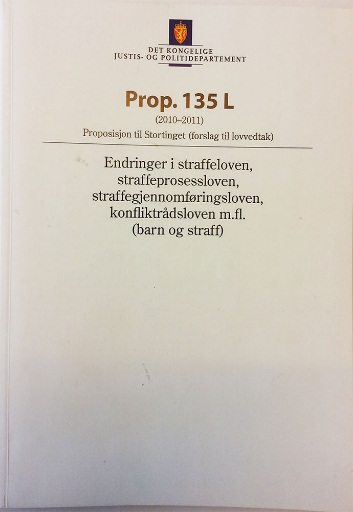 DET KONGELIGE
JUSTIS- OG POLITIDEPARTEMENT
Prop. 135 L
(2010–2011)
Proposisjon til Stortinget (forslag til lovvedtak)
Endringer i straffeloven,
straffeprosessloven,
straffegjennomføringsloven,
konfliktrådsloven m.fl.
(barn og straff)